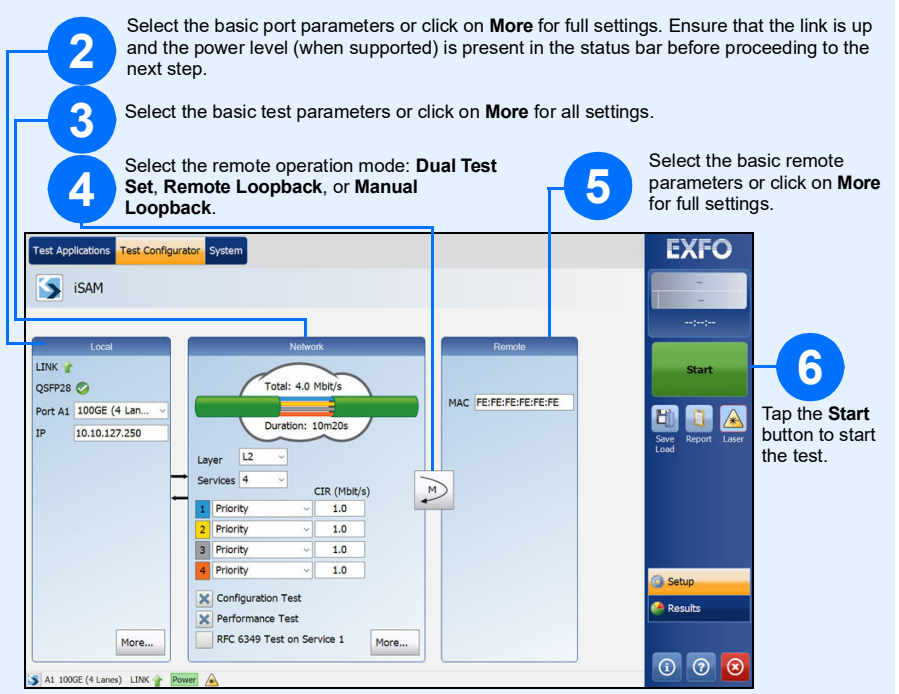 2
Select the basic port parameters or click on More for full settings. Ensure that the link is up
and the power level (when supported) is present in the status bar before proceeding to the
next step.
3
Select the basic test parameters or click on More for all settings.
4
Select the remote operation mode: Dual Test
Set, Remote Loopback, or Manual
Loopback.
5
Select the basic remote
parameters or click on More
for full settings.
Test Applications Test Configurator System
EXFO
iSAM
--
--
--:--:--
Local
LINK
QSFP28
Port A1 100GE (4 Lan...
IP 10.10.127.250
More...
Network
Total: 4.0 Mbit/s
Duration: 10m20s
Layer L2
Services 4
CIR (Mbit/s)
1 Priority 1.0
2 Priority 1.0
3 Priority 1.0
4 Priority 1.0
Configuration Test
Performance Test
RFC 6349 Test on Service 1
More...
M
Remote
MAC FE:FE:FE:FE:FE:FE
Start
6
Tap the Start
button to start
the test.
Save
Load
Report
Laser
Setup
Results
A1 100GE (4 Lanes) LINK Power